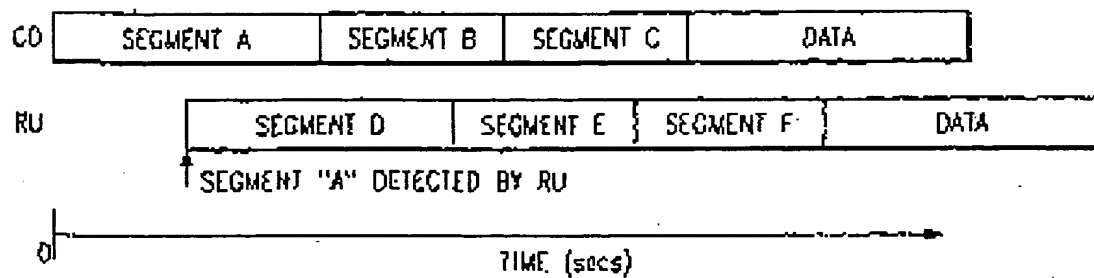 CO SEGMENT A SEGMENT B SEGMENT C DATA
RU SEGMENT D SEGMENT E SEGMENT F DATA
SEGMENT "A" DETECTED BY RU
0
TIME (secs)